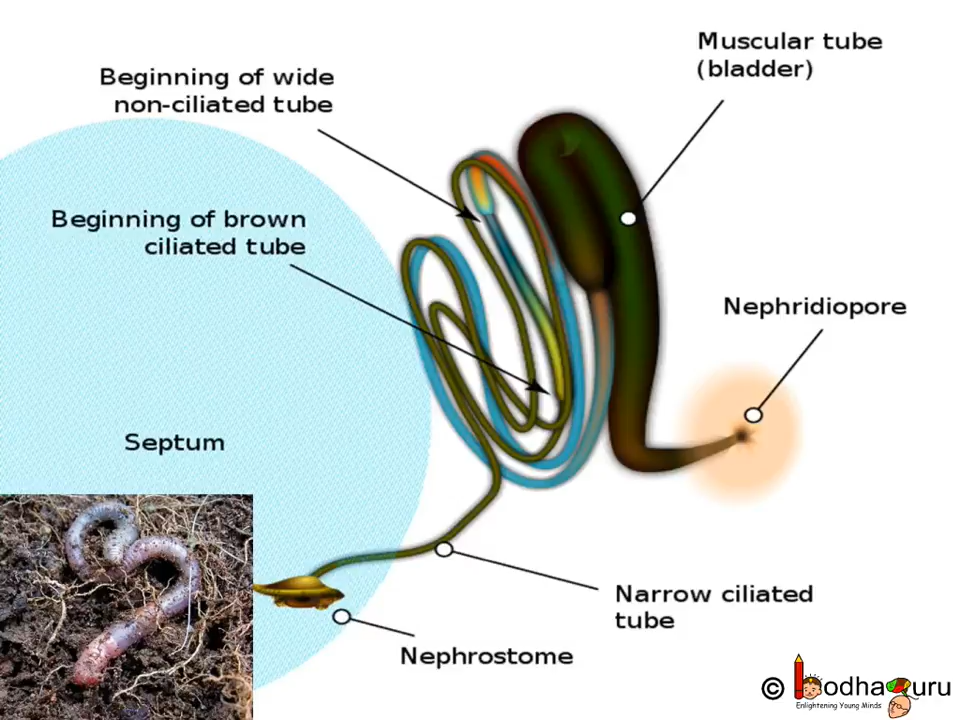 Muscular tube
(bladder)
Beginning of wide
non-ciliated tube
Beginning of brown
ciliated tube
Nephridiopore
Septum
Narrow ciliated
tube
Nephrostome
© bodhaGuru
Enlightening Young Minds